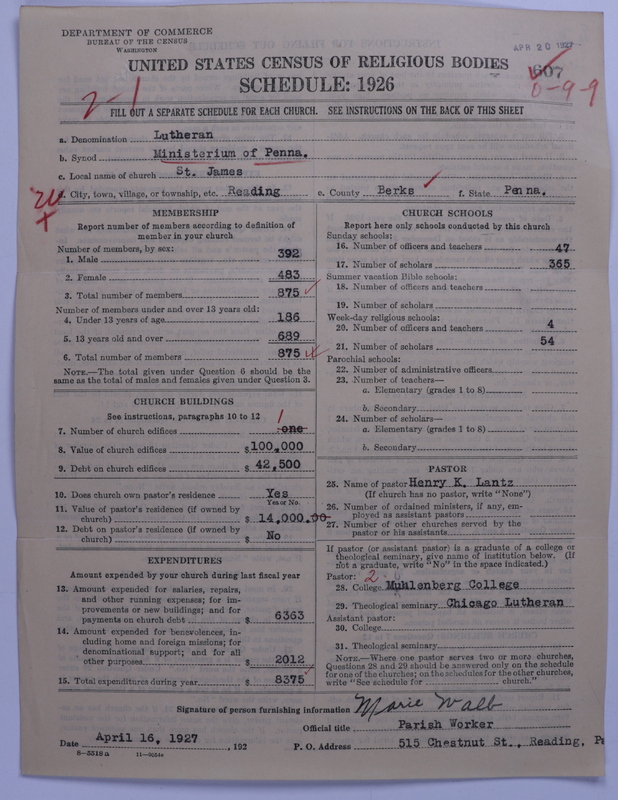 DEPARTMENT OF COMMERCE
BUREAU OF THE CENSUS
WASHINGTON
APR 20 1927
UNITED STATES CENSUS OF RELIGIOUS BODIES
SCHEDULE: 1926
607
0-9-9
2-1
FILL OUT A SEPARATE SCHEDULE FOR EACH CHURCH. SEE INSTRUCTIONS ON THE BACK OF THIS SHEET
a. Denomination Lutheran
b. Synod Ministerium of Penna.
c. Local name of church St. James
d. City, town, village, or township, etc. Reading e. County Berks f. State Penna.
MEMBERSHIP
Report number of members according to definition of
member in your church
Number of members, by sex:
1. Male 392
2. Female 483
3. Total number of members 875
Number of members under and over 13 years old:
4. Under 13 years of age 186
5. 13 years old and over 689
6. Total number of members 875
NOTE.—The total given under Question 6 should be the
same as the total of males and females given under Question 3.
CHURCH BUILDINGS
See instructions, paragraphs 10 to 12
7. Number of church edifices one 1
8. Value of church edifices $100,000
9. Debt on church edifices $42,500
10. Does church own pastor's residence Yes
Yes or No.
11. Value of pastor's residence (if owned by
church) $ 14,000.00
12. Debt on pastor's residence (if owned by
church) $ No
EXPENDITURES
Amount expended by your church during last fiscal year
13. Amount expended for salaries, repairs,
and other running expenses; for im-
provements or new buildings; and for
payments on church debt $ 6363
14. Amount expended for benevolences, in-
cluding home and foreign missions; for
denominational support; and for all
other purposes $ 2012
15. Total expenditures during year $ 8375
CHURCH SCHOOLS
Report here only schools conducted by this church
Sunday schools:
16. Number of officers and teachers 47
17. Number of scholars 365
Summer vacation Bible schools:
18. Number of officers and teachers
19. Number of scholars
Week-day religious schools:
20. Number of officers and teachers 4
21. Number of scholars 54
Parochial schools:
22. Number of administrative officers
23. Number of teachers—
a. Elementary (grades 1 to 8)
b. Secondary
24. Number of scholars—
a. Elementary (grades 1 to 8)
b. Secondary
PASTOR
25. Name of pastor Henry K. Lantz
(If church has no pastor, write "None")
26. Number of ordained ministers, if any, em-
ployed as assistant pastors
27. Number of other churches served by the
pastor or his assistants
If pastor (or assistant pastor) is a graduate of a college or
theological seminary, give name of institution below. (If
not a graduate, write "No" in the space indicated.)
Pastor: 2
28. College Muhlenberg College
29. Theological seminary Chicago Lutheran
Assistant pastor:
30. College
31. Theological seminary
NOTE.—Where one pastor serves two or more churches,
Questions 28 and 29 should be answered only on the schedule
for one of the churches; on the schedules for the other churches,
write "See schedule for church."
Signature of person furnishing information Marie Walb
Official title Parish Worker
Date April 16, 1927, 192 P. O. Address 515 Chestnut St., Reading, Pa
8-5519a